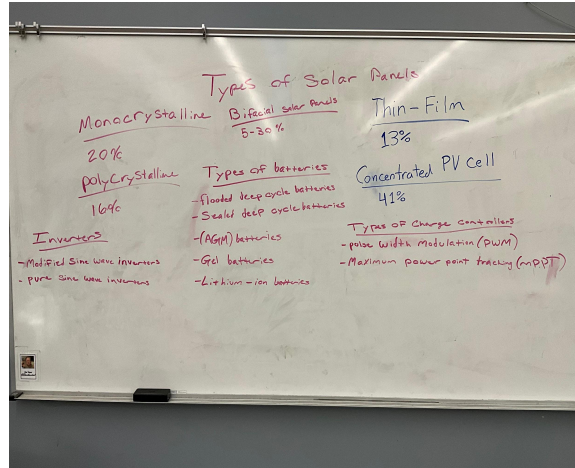 Types of Solar Panels
Monocrystalline
20%
Bifacial Solar Panels
5-30%
Thin-Film
13%
polycrystalline
16%
Concentrated PV Cell
41%
Types of batteries
-flooded deep cycle batteries
-Sealed deep cycle batteries
-(AGM) batteries
-Gel batteries
-Lithium-ion batteries
Inverters
-Modified Sine wave inverters
-pure Sine wave inverters
Types of Charge Controllers
-pulse width Modulation (PWM)
-Maximum power point tracking (MPPT)